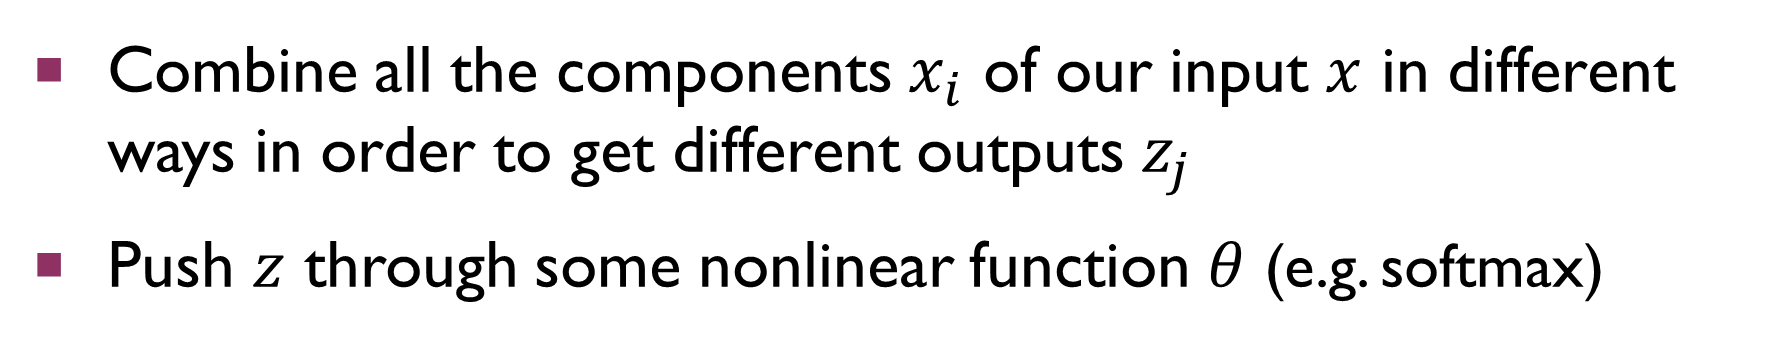 ▪ Combine all the components xᵢ of our input x in different
ways in order to get different outputs zⱼ
▪ Push z through some nonlinear function θ (e.g. softmax)